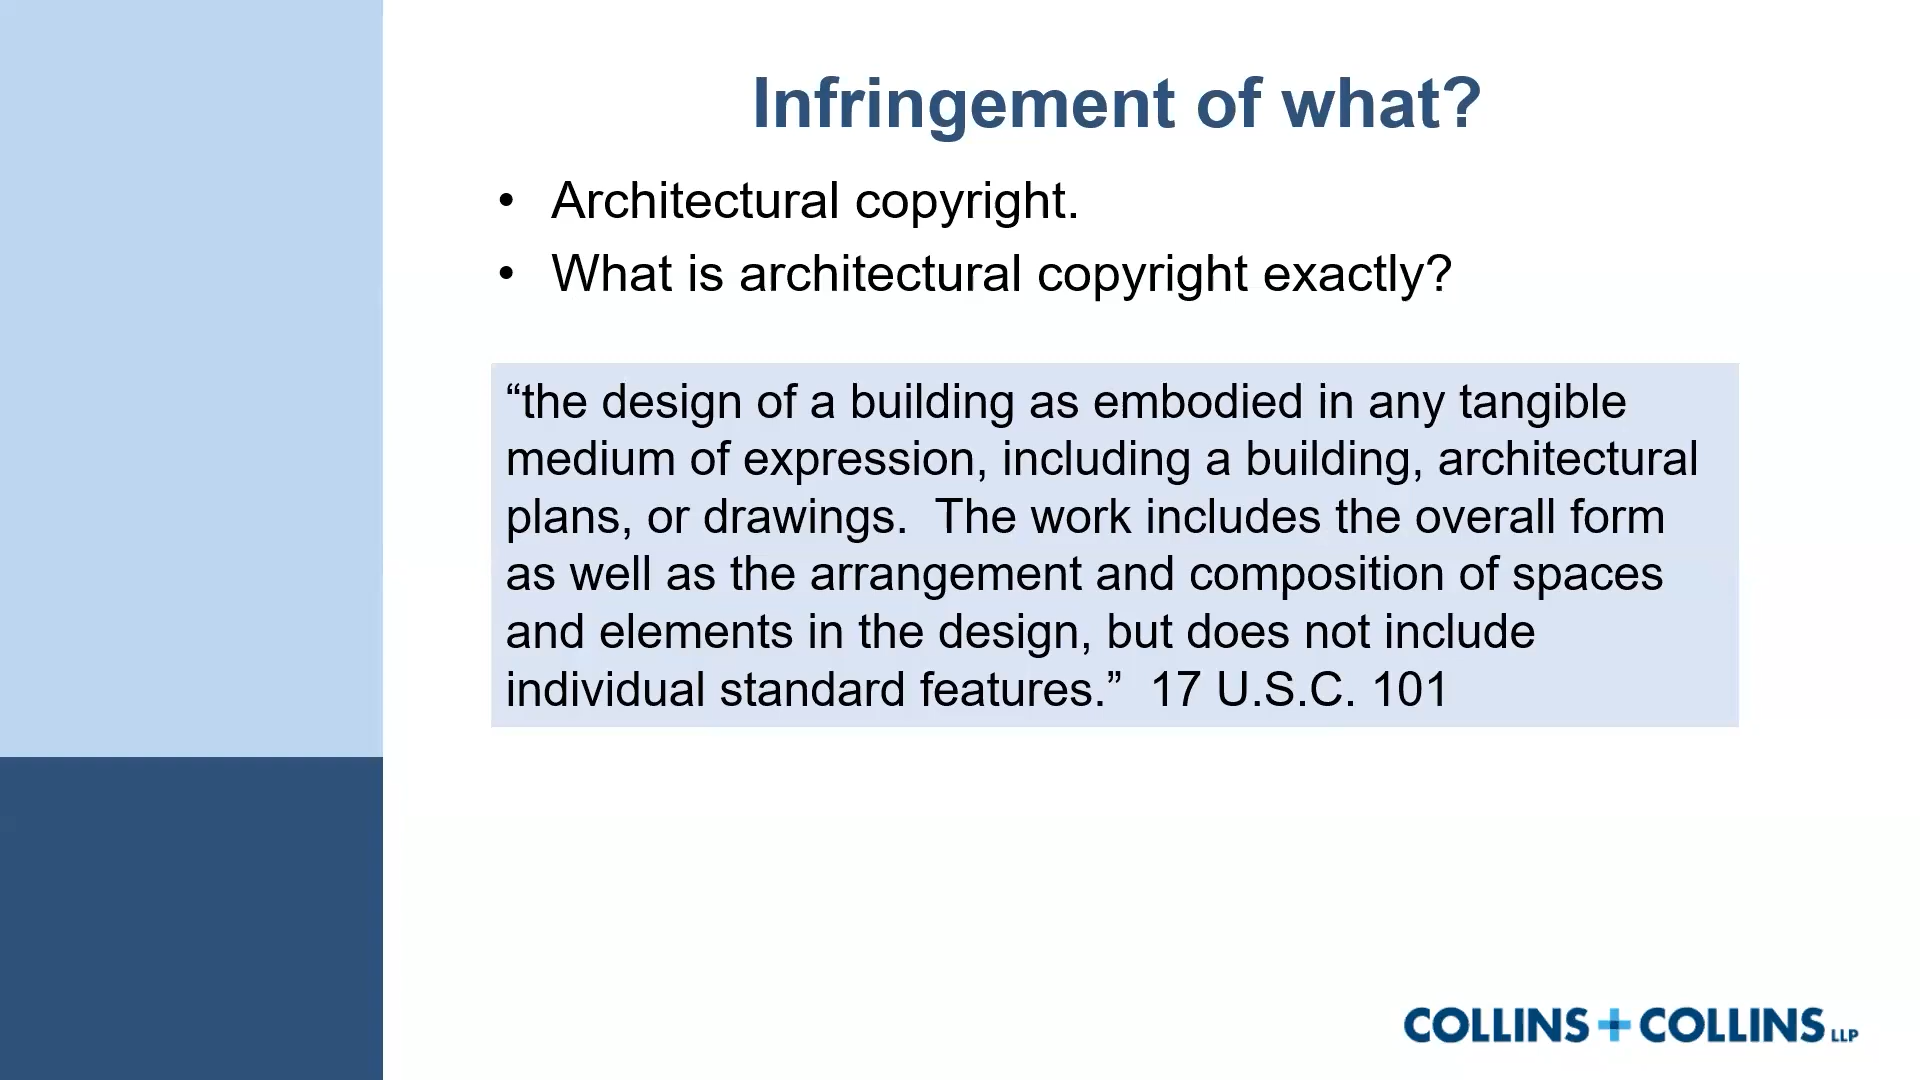 Infringement of what?
• Architectural copyright.
• What is architectural copyright exactly?
“the design of a building as embodied in any tangible
medium of expression, including a building, architectural
plans, or drawings.  The work includes the overall form
as well as the arrangement and composition of spaces
and elements in the design, but does not include
individual standard features.”  17 U.S.C. 101
COLLINS + COLLINS LLP